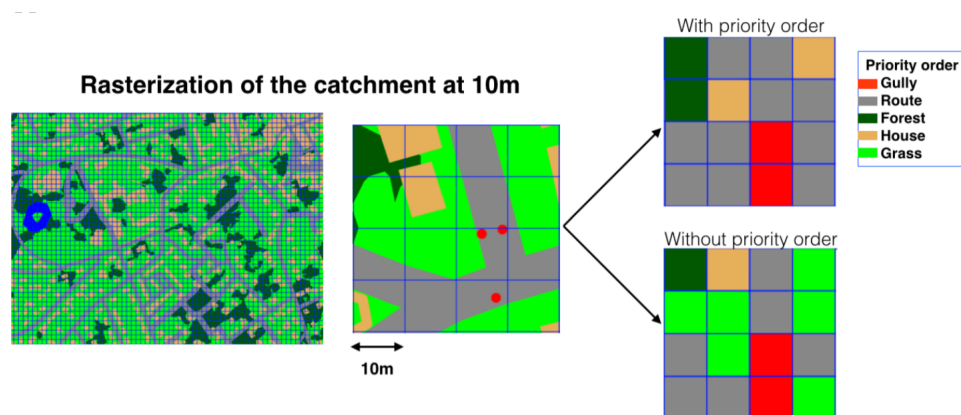 With priority order
Rasterization of the catchment at 10m
Priority order
Gully
Route
Forest
House
Grass
Without priority order
10m